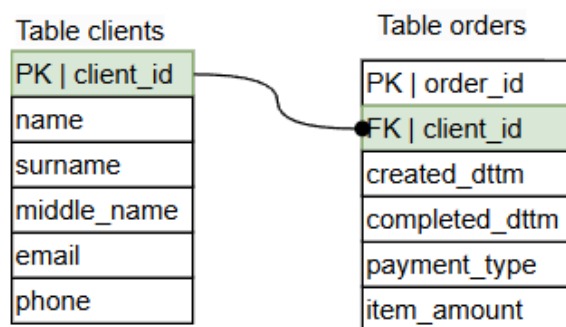 Table clients
PK | client_id
name
surname
middle_name
email
phone
Table orders
PK | order_id
FK | client_id
created_dttm
completed_dttm
payment_type
item_amount